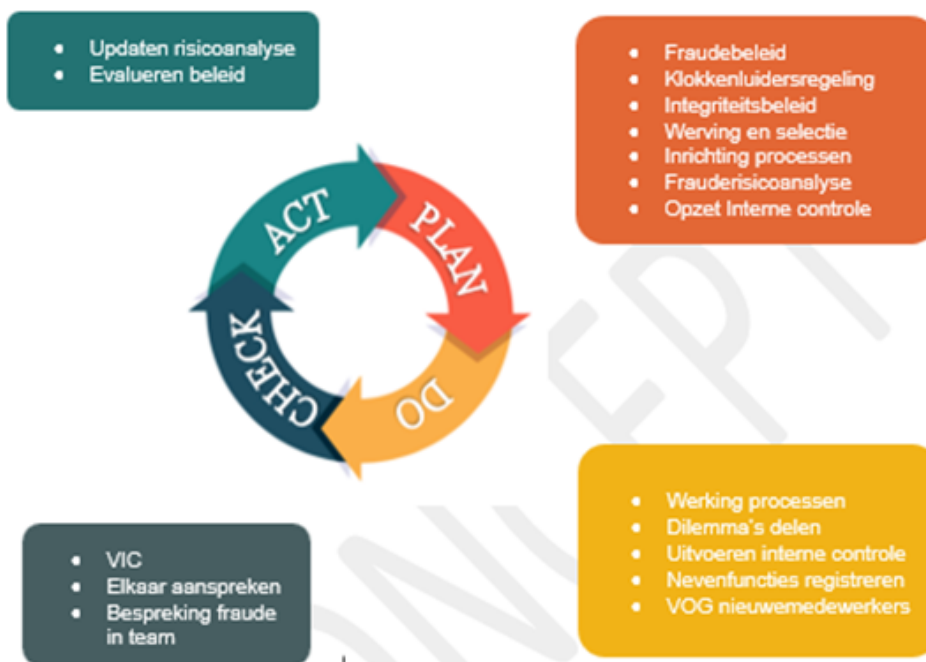 Updaten risicoanalyse
Evalueren beleid
Fraudebeleid
Klokkenluidersregeling
Integriteitsbeleid
Werving en selectie
Inrichting processen
Frauderisicoanalyse
Opzet Interne controle
ACT
PLAN
DO
CHECK
VIC
Elkaar aanspreken
Bespreking fraude
in team
Werking processen
Dilemma's delen
Uitvoeren interne controle
Nevenfuncties registreren
VOG nieuwemedewerkers
CONCEPT